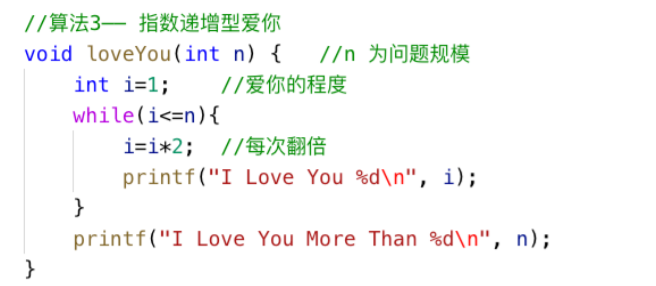 //算法3—— 指数递增型爱你
void loveYou(int n) {   //n 为问题规模
    int i=1;    //爱你的程度
    while(i<=n){
        i=i*2;  //每次翻倍
        printf("I Love You %d\n", i);
    }
    printf("I Love You More Than %d\n", n);
}